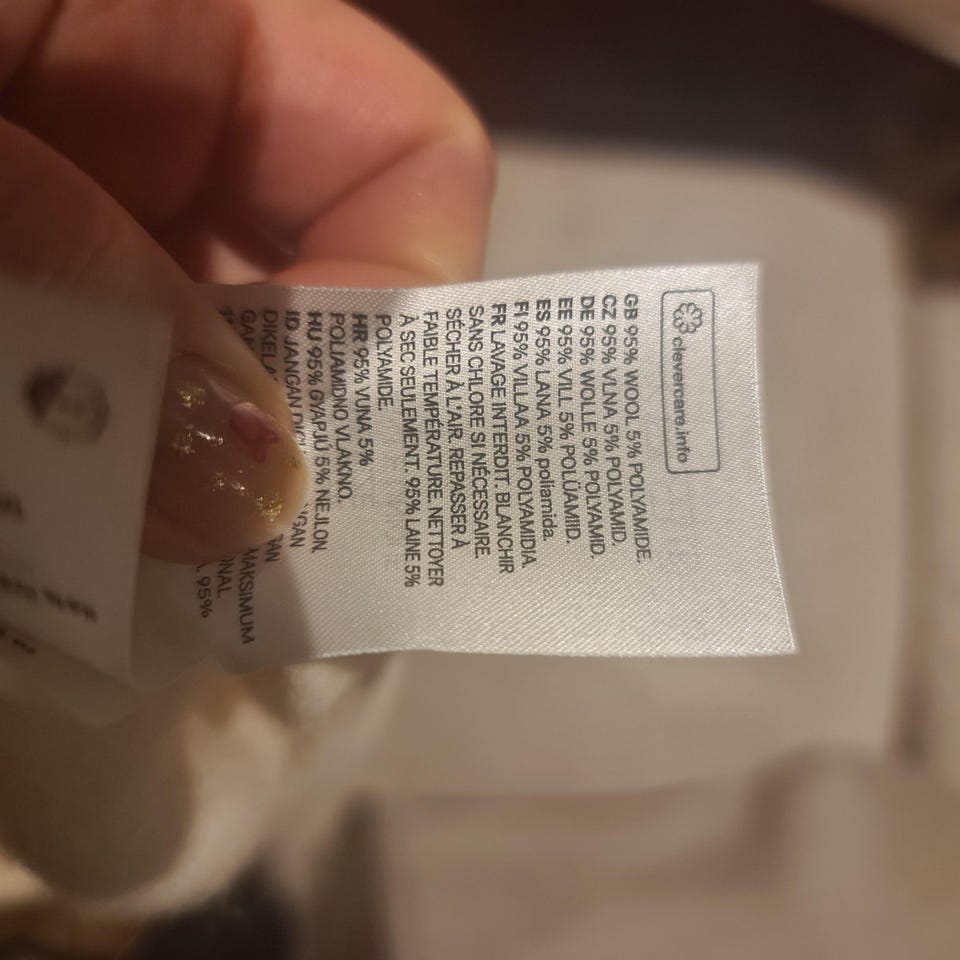 clevercare.info
GB 95% WOOL 5% POLYAMIDE.
CZ 95% VLNA 5% POLYAMID.
DE 95% WOLLE 5% POLYAMID.
EE 95% VILL 5% POLÜAMIID.
ES 95% LANA 5% poliamida.
FI 95% VILLAA 5% POLYAMIDIA
FR LAVAGE INTERDIT. BLANCHIR
SANS CHLORE SI NÉCESSAIRE.
SÉCHER À L'AIR. REPASSER À
FAIBLE TEMPÉRATURE. NETTOYER
À SEC SEULEMENT. 95% LAINE 5%
POLYAMIDE.
HR 95% VUNA 5%
POLIAMIDNO VLAKNO.
HU 95% GYAPJÚ 5% NEJLON.
ID JANGAN
MAKSIMUM
95%